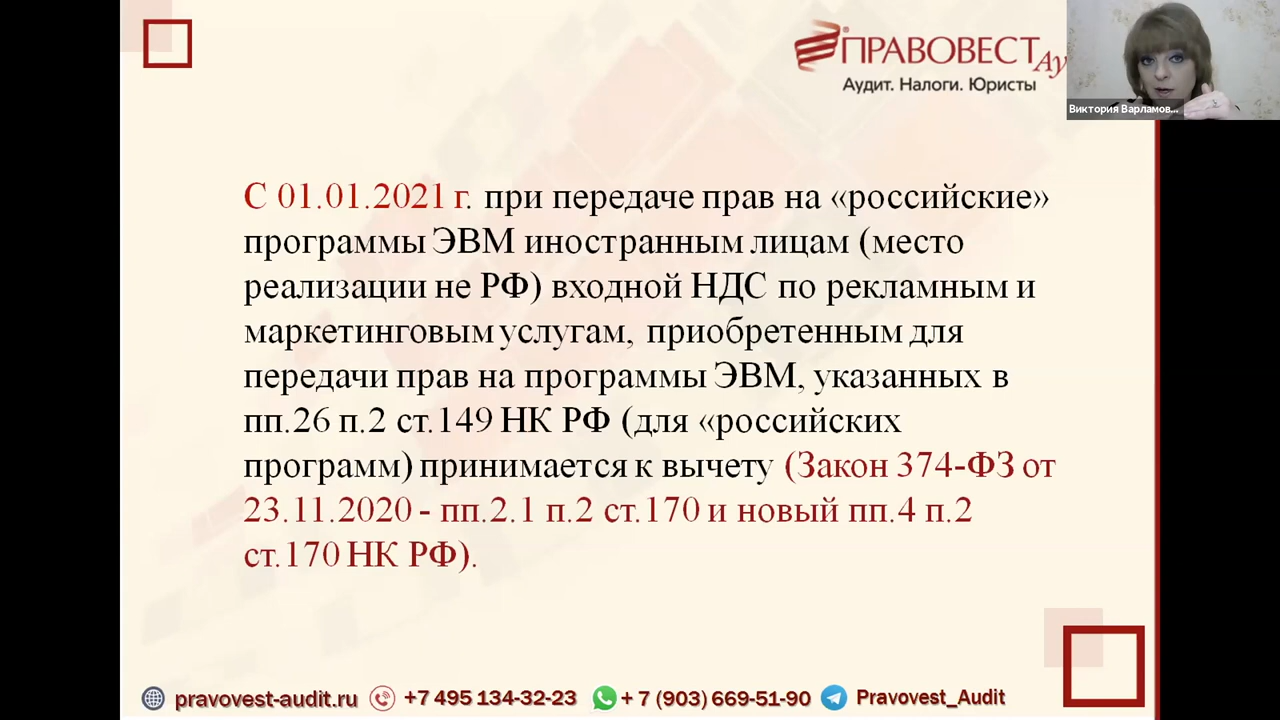 ПРАВОВЕСТ Ау
Аудит. Налоги. Юристы
Виктория Варламов...
С 01.01.2021 г. при передаче прав на «российские»
программы ЭВМ иностранным лицам (место
реализации не РФ) входной НДС по рекламным и
маркетинговым услугам, приобретенным для
передачи прав на программы ЭВМ, указанных в
пп.26 п.2 ст.149 НК РФ (для «российских
программ) принимается к вычету (Закон 374-ФЗ от
23.11.2020 - пп.2.1 п.2 ст.170 и новый пп.4 п.2
ст.170 НК РФ).
pravovest-audit.ru +7 495 134-32-23 + 7 (903) 669-51-90 Pravovest_Audit